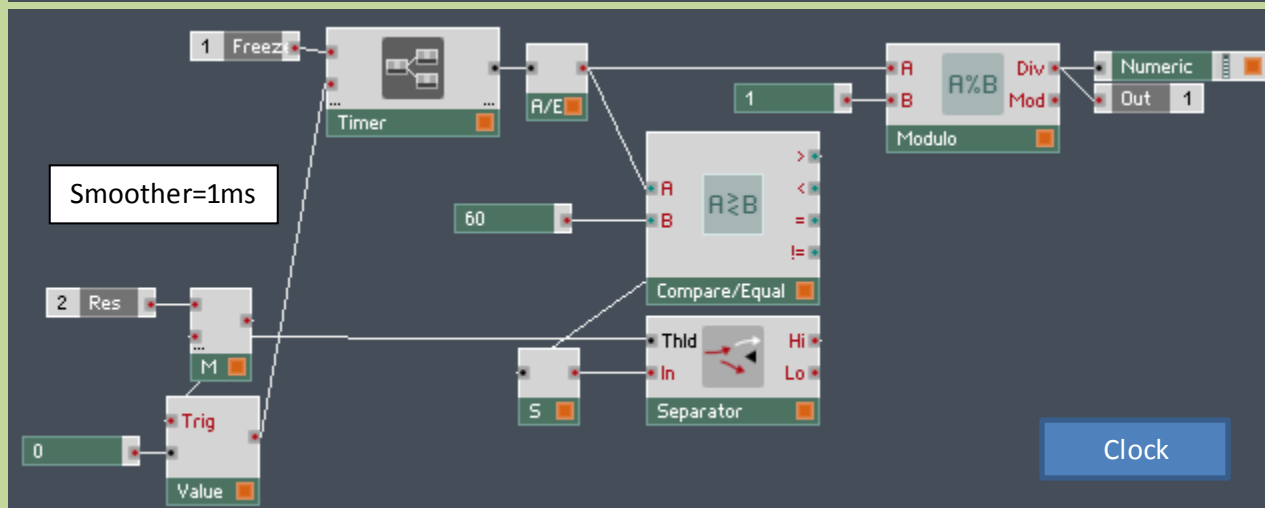 1 Freez
...
...
Timer
A/E
1
A
B
A%B
Div
Mod
Modulo
Numeric
Out 1
Smoother=1ms
60
A
B
A≷B
>
<
=
!=
Compare/Equal
2 Res
...
M
Thld
In
Hi
Lo
Separator
S
0
Trig
Value
Clock